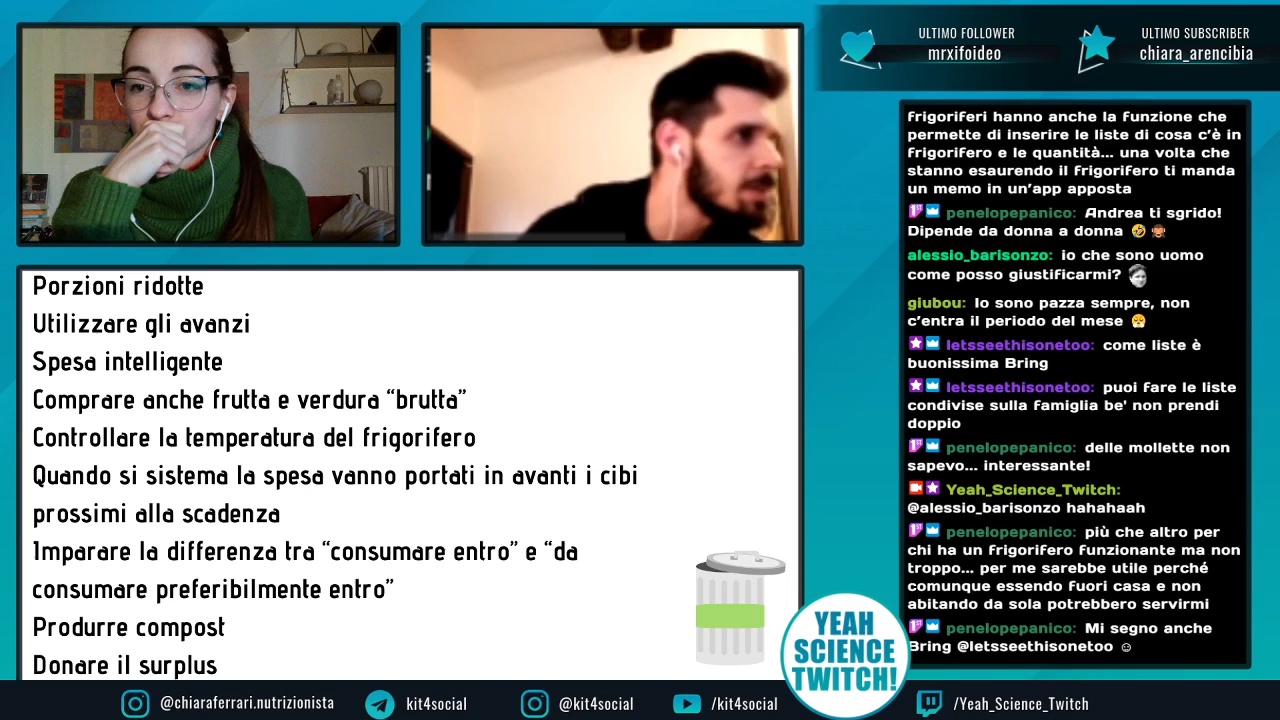 ULTIMO FOLLOWER
mrxifoideo
ULTIMO SUBSCRIBER
chiara_arencibia
Porzioni ridotte
Utilizzare gli avanzi
Spesa intelligente
Comprare anche frutta e verdura “brutta”
Controllare la temperatura del frigorifero
Quando si sistema la spesa vanno portati in avanti i cibi
prossimi alla scadenza
Imparare la differenza tra “consumare entro” e “da
consumare preferibilmente entro”
Produrre compost
Donare il surplus
frigoriferi hanno anche la funzione che
permette di inserire le liste di cosa c’è in
frigorifero e le quantità... una volta che
stanno esaurendo il frigorifero ti manda
un memo in un’app apposta
1ST penelopepanico: Andrea ti sgrido!
Dipende da donna a donna 🤣 🙊
alessio_barisonzo: io che sono uomo
come posso giustificarmi?
giubou: Io sono pazza sempre, non
c’entra il periodo del mese 😤
letsseethisonetoo: come liste è
buonissima Bring
letsseethisonetoo: puoi fare le liste
condivise sulla famiglia be' non prendi
doppio
1ST penelopepanico: delle mollette non
sapevo... interessante!
Yeah_Science_Twitch:
@alessio_barisonzo hahahaah
1ST penelopepanico: più che altro per
chi ha un frigorifero funzionante ma non
troppo... per me sarebbe utile perché
comunque essendo fuori casa e non
abitando da sola potrebbero servirmi
1ST penelopepanico: Mi segno anche
Bring @letsseethisonetoo ☺
YEAH
SCIENCE
TWITCH!
@chiaraferrari.nutrizionista
kit4social
@kit4social
/kit4social
/Yeah_Science_Twitch